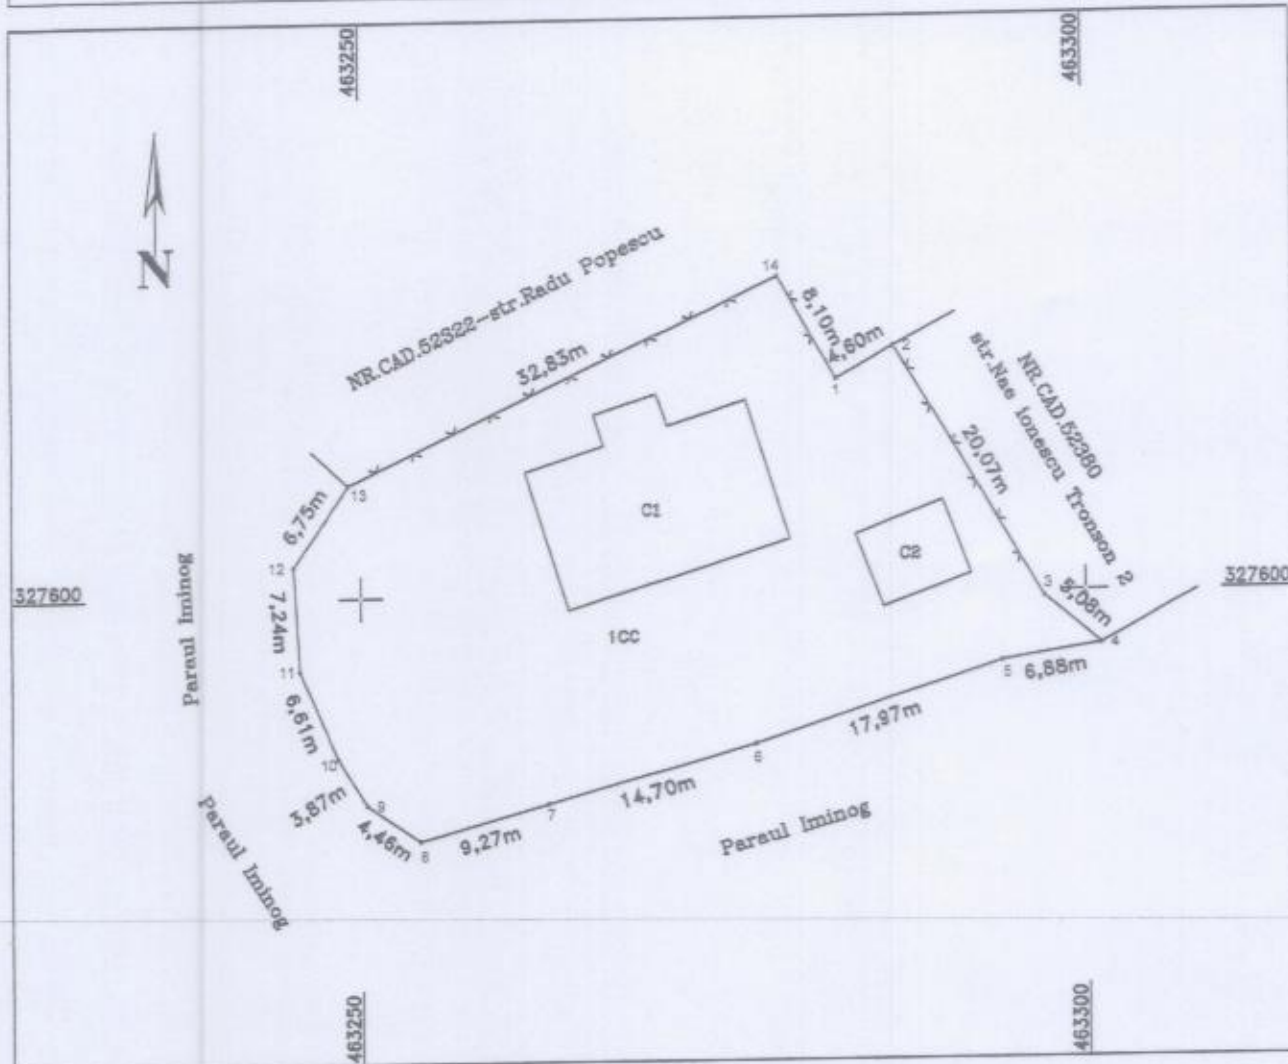 463250
463300
N
NR.CAD.52322-str.Radu Popescu
14
8,10m
4,60m
2
1
32,83m
NR.CAD.52380
str.Nae ionescu Tronson 2
20,07m
13
6,75m
C1
C2
12
327600
327600
3
5,08m
4
7,24m
Paraul Iminog
1CC
5
6,88m
11
6,61m
17,97m
6
10
14,70m
3,87m
9
7
4,46m
9,27m
8
Paraul Iminog
Paraul Iminog
463250
463300